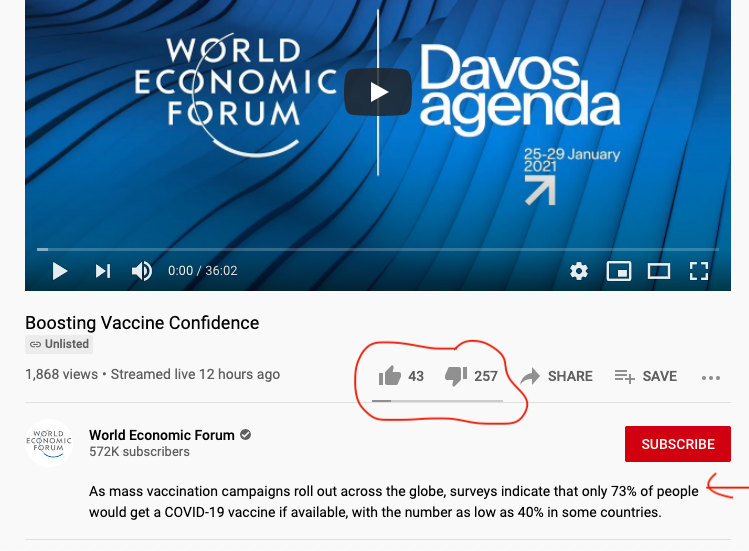 WORLD
ECONOMIC
FORUM
Davos
agenda
25-29 January
2021
0:00 / 36:02
Boosting Vaccine Confidence
Unlisted
1,868 views • Streamed live 12 hours ago
43
257
SHARE
SAVE
WORLD
ECONOMIC
FORUM
World Economic Forum
572K subscribers
SUBSCRIBE
As mass vaccination campaigns roll out across the globe, surveys indicate that only 73% of people
would get a COVID-19 vaccine if available, with the number as low as 40% in some countries.